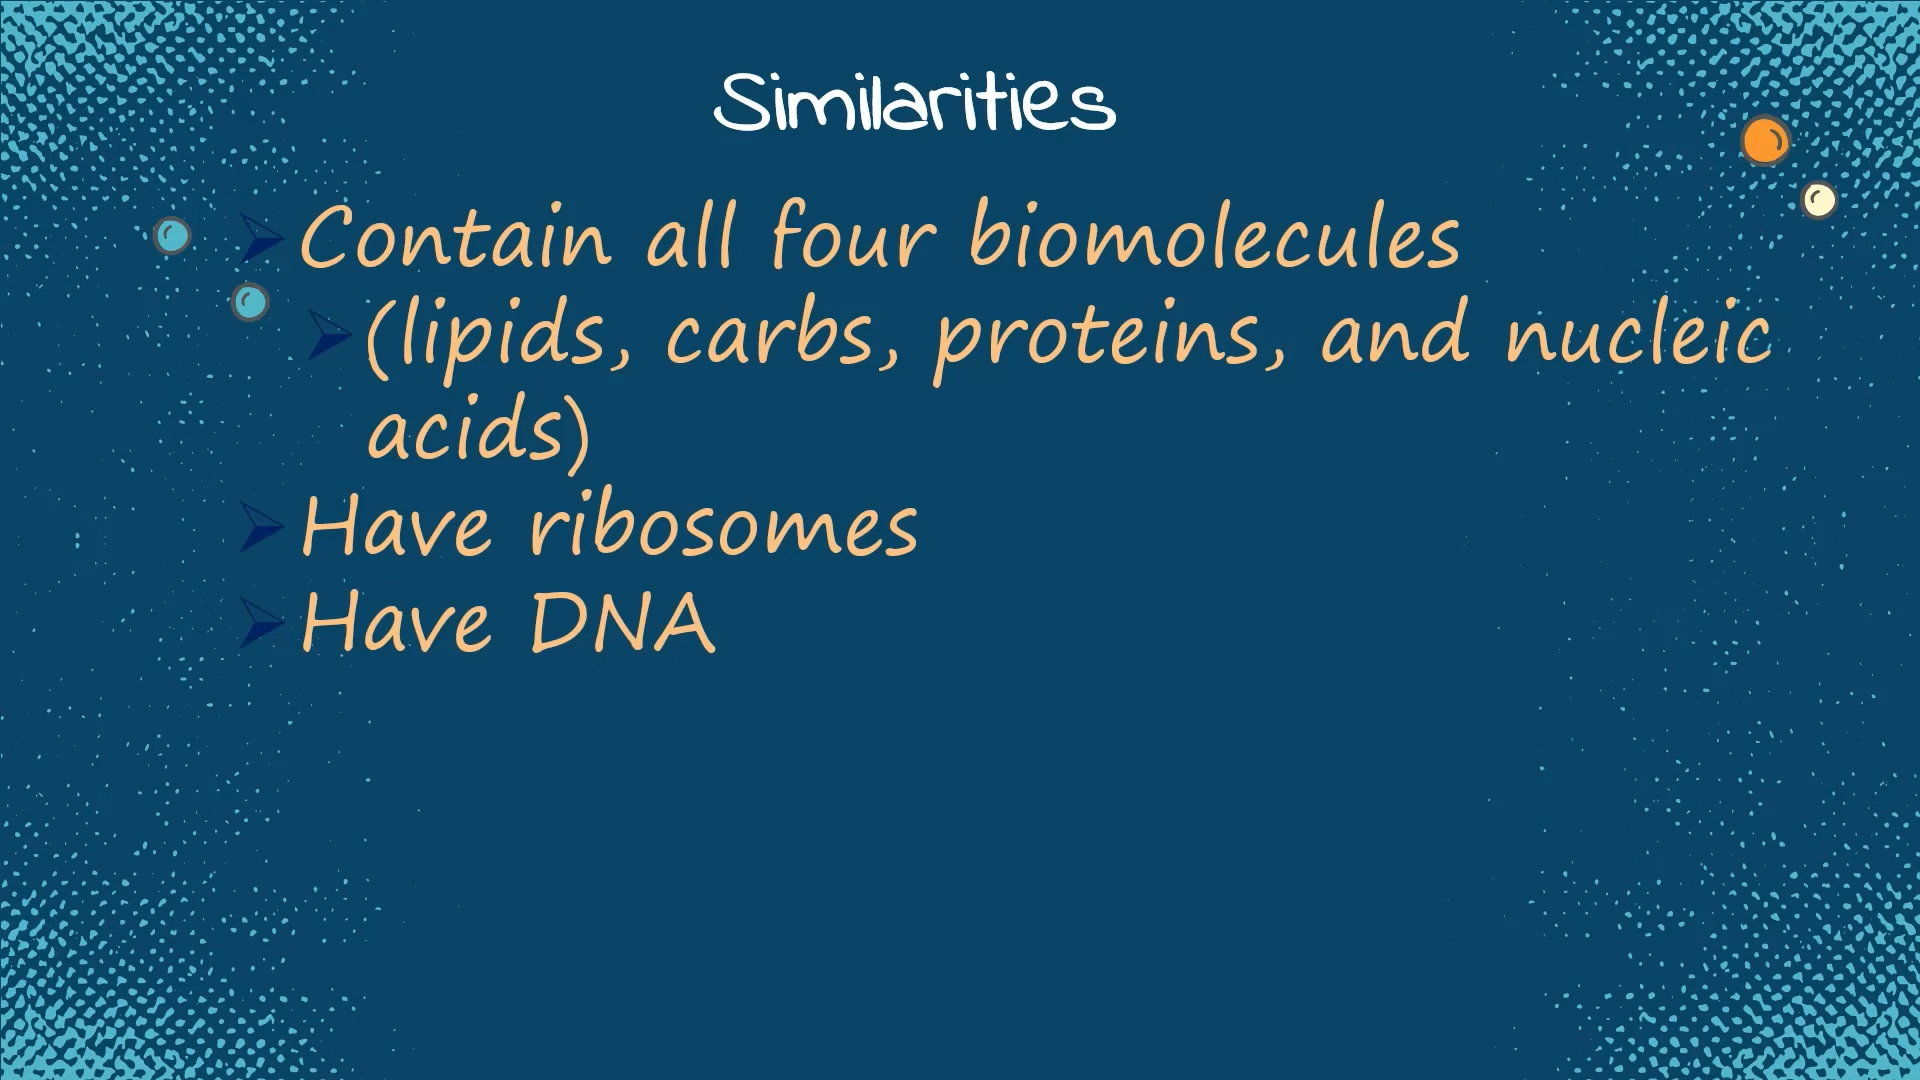 Similarities
Contain all four biomolecules
(lipids, carbs, proteins, and nucleic
acids)
Have ribosomes
Have DNA